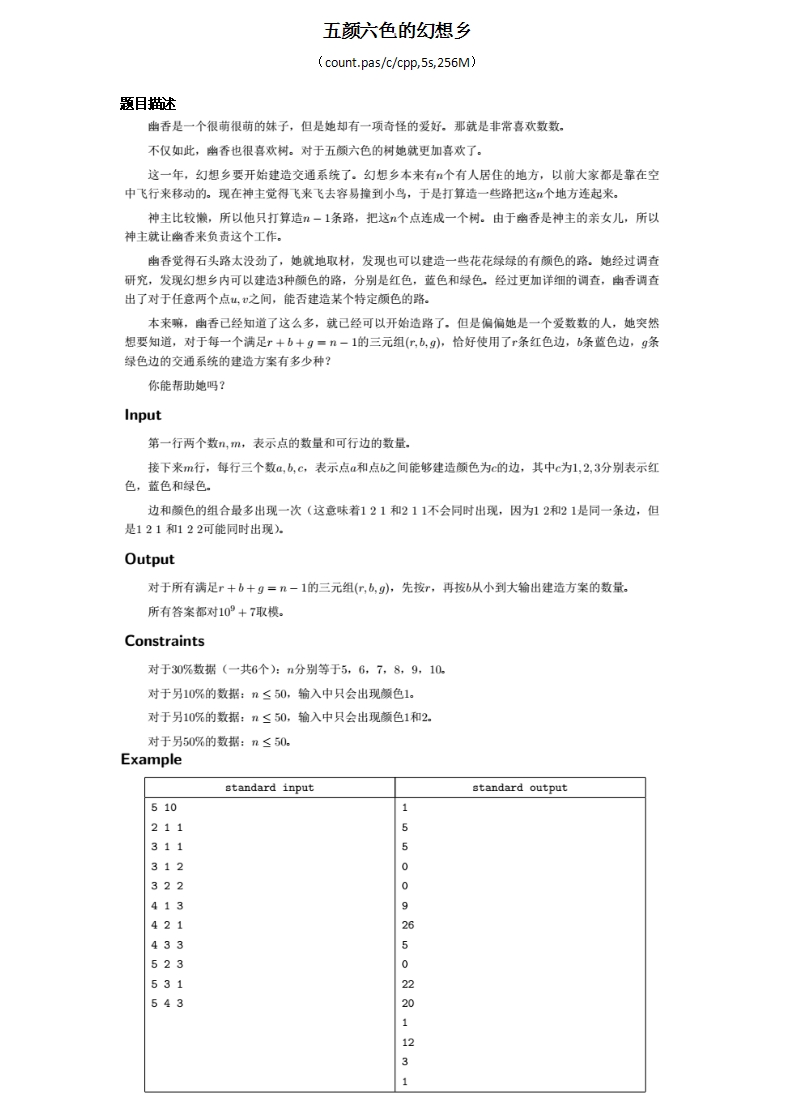 五颜六色的幻想乡
（count.pas/c/cpp,5s,256M）
题目描述
幽香是一个很萌很萌的妹子，但是她却有一项奇怪的爱好。那就是非常喜欢数数。
不仅如此，幽香也很喜欢树。对于五颜六色的树她就更加喜欢了。
这一年，幻想乡要开始建造交通系统了。幻想乡本来有n个有人居住的地方，以前大家都是靠在空
中飞行来移动的。现在神主觉得飞来飞去容易撞到小鸟，于是打算造一些路把这n个地方连起来。
神主比较懒，所以他只打算造n − 1条路，把这n个点连成一个树。由于幽香是神主的亲女儿，所以
神主就让幽香来负责这个工作。
幽香觉得石头路太没劲了，她就地取材，发现也可以建造一些花花绿绿的有颜色的路。她经过调查
研究，发现幻想乡内可以建造3种颜色的路，分别是红色，蓝色和绿色。经过更加详细的调查，幽香调查
出了对于任意两个点u, v之间，能否建造某个特定颜色的路。
本来嘛，幽香已经知道了这么多，就已经可以开始造路了。但是偏偏她是一个爱数数的人，她突然
想要知道，对于每一个满足r + b + g = n − 1的三元组(r, b, g)，恰好使用了r条红色边，b条蓝色边，g条
绿色边的交通系统的建造方案有多少种？
你能帮助她吗？
Input
第一行两个数n, m，表示点的数量和可行边的数量。
接下来m行，每行三个数a, b, c，表示点a和点b之间能够建造颜色为c的边，其中c为1, 2, 3分别表示红
色，蓝色和绿色。
边和颜色的组合最多出现一次（这意味着1 2 1 和2 1 1不会同时出现，因为1 2和2 1是同一条边，但
是1 2 1 和1 2 2可能同时出现）。
Output
对于所有满足r + b + g = n − 1的三元组(r, b, g)，先按r，再按b从小到大输出建造方案的数量。
所有答案都对10⁹ + 7取模。
Constraints
对于30%数据（一共6个）：n分别等于5，6，7，8，9，10。
对于另10%的数据：n ≤ 50，输入中只会出现颜色1。
对于另10%的数据：n ≤ 50，输入中只会出现颜色1和2。
对于另50%的数据：n ≤ 50。
Example
standard input standard output
5 10 1
2 1 1 5
3 1 1 5
3 1 2 0
3 2 2 0
4 1 3 9
4 2 1 26
4 3 3 5
5 2 3 0
5 3 1 22
5 4 3 20
1
12
3
1